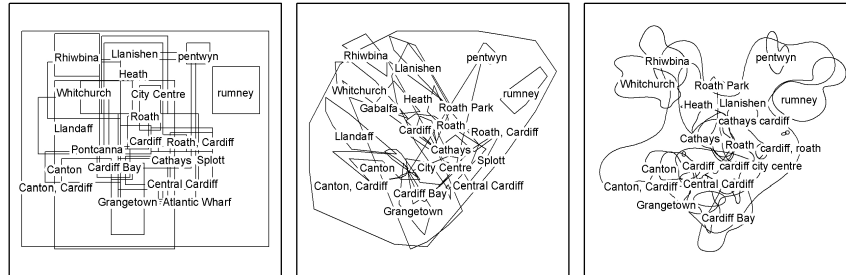 Rhiwbina
Llanishen
pentwyn
Heath
Whitchurch
City Centre
rumney
Roath
Llandaff
Cardiff
Roath, Cardiff
Pontcanna
Cathays
Splott
Canton
Cardiff Bay
Canton, Cardiff
Central Cardiff
Grangetown
Atlantic Wharf
Rhiwbina
pentwyn
Llanishen
Whitchurch
rumney
Heath
Gabalfa
Roath Park
Cardiff
Roath
Llandaff
Roath, Cardiff
Cathays
Splott
Canton
City Centre
Canton, Cardiff
Central Cardiff
Cardiff Bay
Grangetown
Rhiwbina
pentwyn
Whitchurch
Roath Park
rumney
Heath
Llanishen
cathays cardiff
Cathays
Roath
cardiff, roath
Canton
Cardiff
cardiff city centre
Canton, Cardiff
Central Cardiff
Grangetown
Cardiff Bay